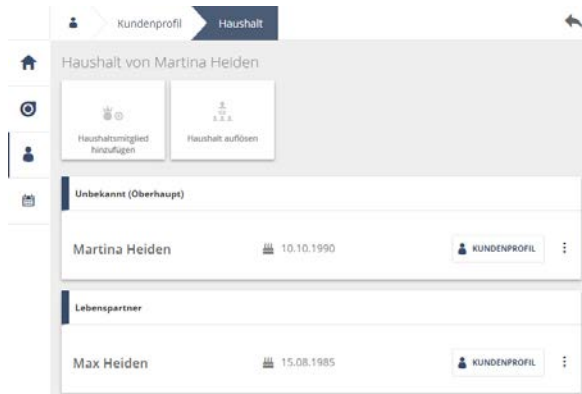 Kundenprofil
Haushalt
Haushalt von Martina Heiden
Haushaltsmitglied
hinzufügen
Haushalt auflösen
Unbekannt (Oberhaupt)
Martina Heiden
10.10.1990
KUNDENPROFIL
Lebenspartner
Max Heiden
15.08.1985
KUNDENPROFIL